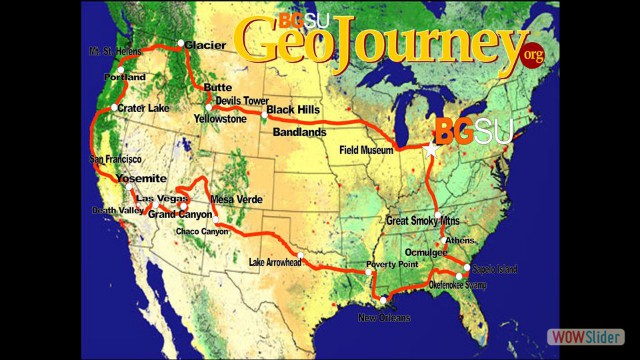 BGSU
GeoJourney
org
Glacier
Mt. St. Helens
Portland
Butte
Devils Tower
Crater Lake
Yellowstone
Black Hills
Bandlands
BGSU
Field Museum
San Francisco
Yosemite
Las Vegas
Mesa Verde
Death Valley
Grand Canyon
Great Smoky Mtns
Chaco Canyon
Athens
Ocmulgee
Lake Arrowhead
Poverty Point
Sapelo Island
Okefenokee Swamp
New Orleans
WOWSlider